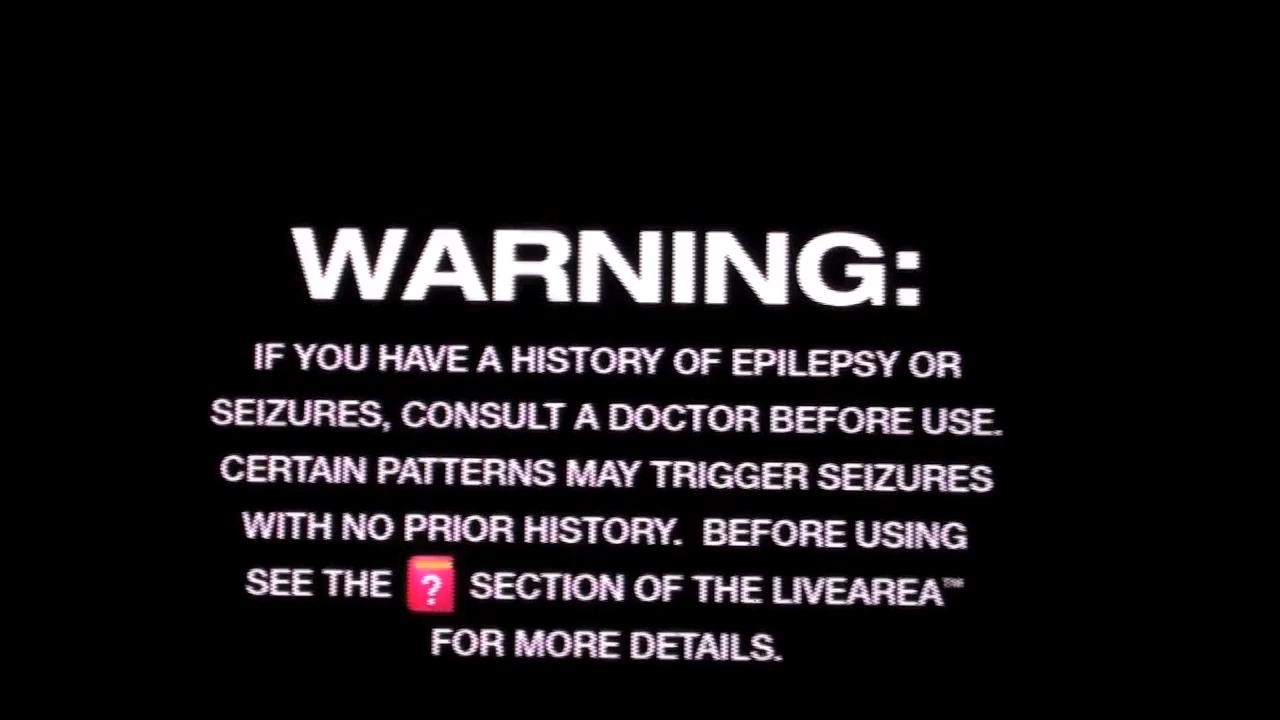 WARNING:
IF YOU HAVE A HISTORY OF EPILEPSY OR
SEIZURES, CONSULT A DOCTOR BEFORE USE.
CERTAIN PATTERNS MAY TRIGGER SEIZURES
WITH NO PRIOR HISTORY. BEFORE USING
SEE THE ? SECTION OF THE LIVEAREA™
FOR MORE DETAILS.